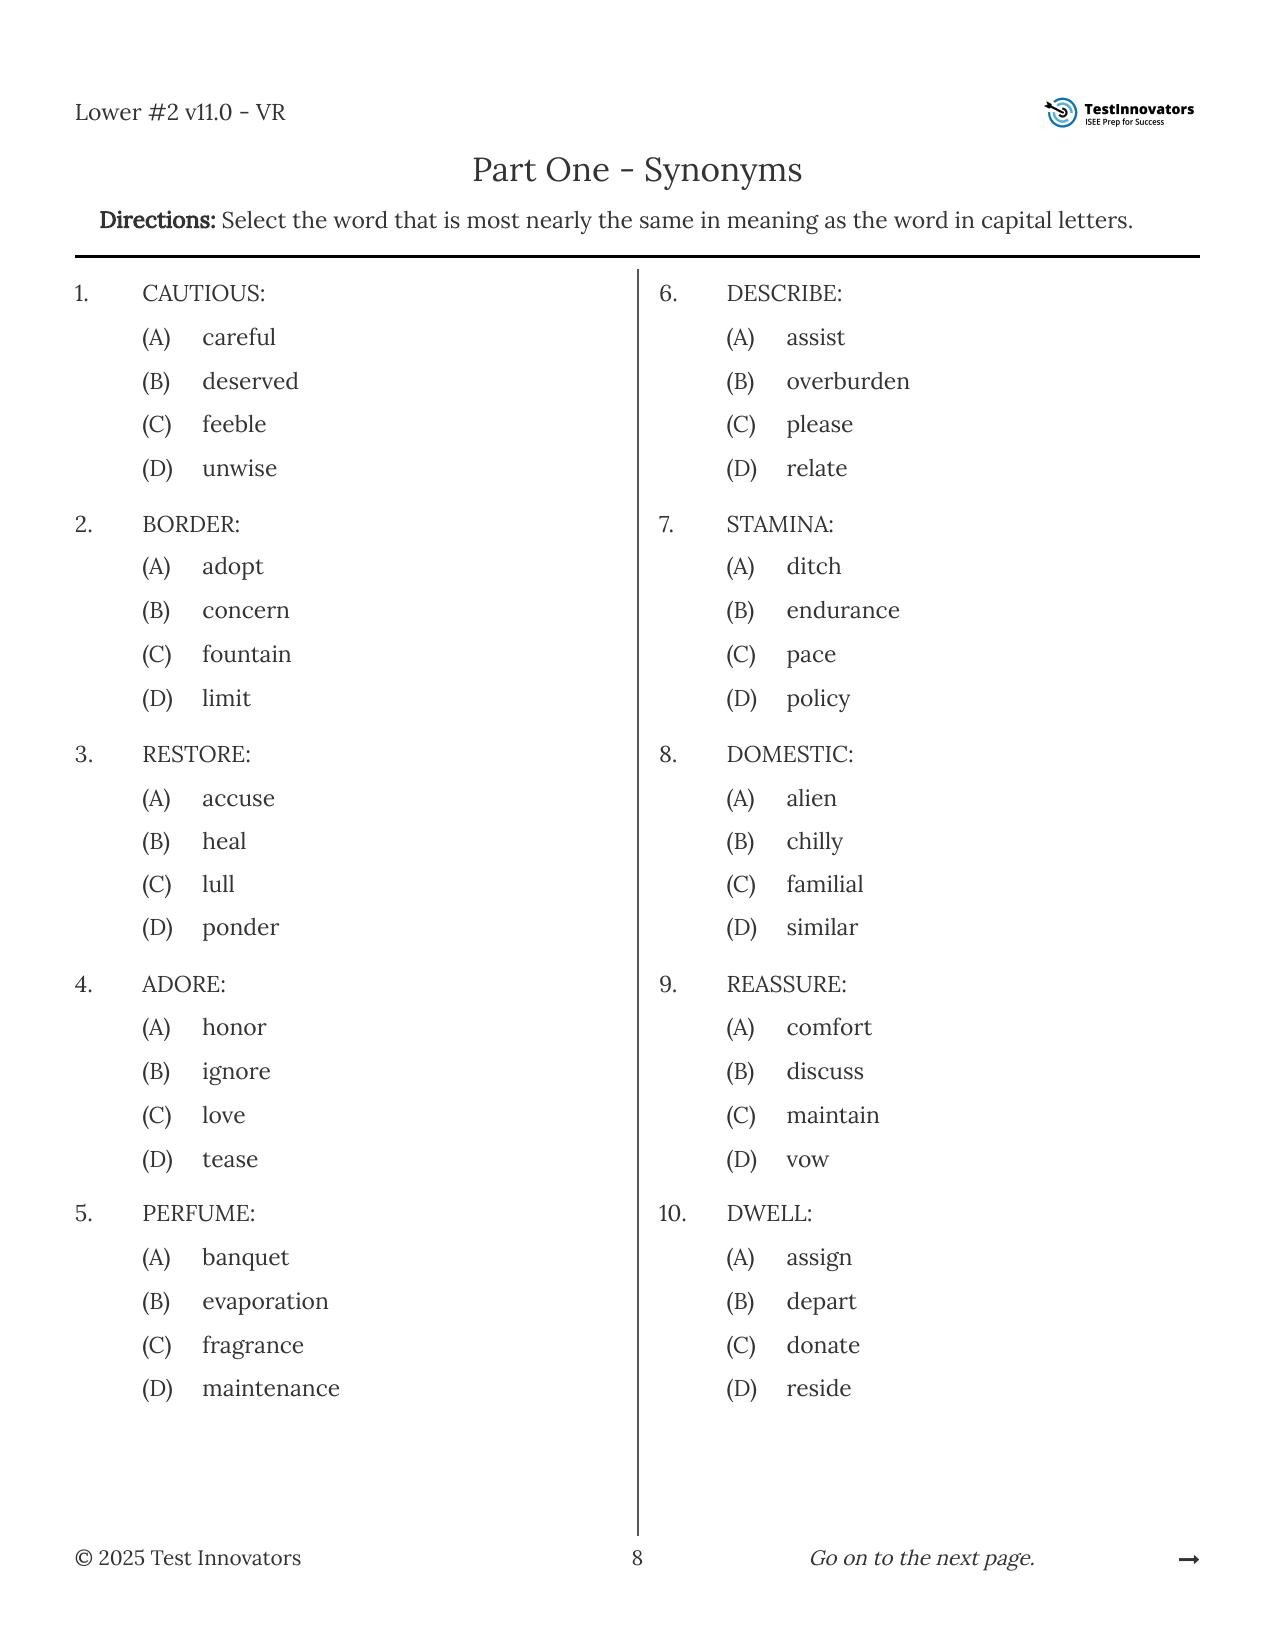 Lower #2 v11.0 - VR
TestInnovators
ISEE Prep for Success
Part One - Synonyms
Directions: Select the word that is most nearly the same in meaning as the word in capital letters.
1. CAUTIOUS:
(A) careful
(B) deserved
(C) feeble
(D) unwise
2. BORDER:
(A) adopt
(B) concern
(C) fountain
(D) limit
3. RESTORE:
(A) accuse
(B) heal
(C) lull
(D) ponder
4. ADORE:
(A) honor
(B) ignore
(C) love
(D) tease
5. PERFUME:
(A) banquet
(B) evaporation
(C) fragrance
(D) maintenance
6. DESCRIBE:
(A) assist
(B) overburden
(C) please
(D) relate
7. STAMINA:
(A) ditch
(B) endurance
(C) pace
(D) policy
8. DOMESTIC:
(A) alien
(B) chilly
(C) familial
(D) similar
9. REASSURE:
(A) comfort
(B) discuss
(C) maintain
(D) vow
10. DWELL:
(A) assign
(B) depart
(C) donate
(D) reside
© 2025 Test Innovators
8
Go on to the next page. ➞